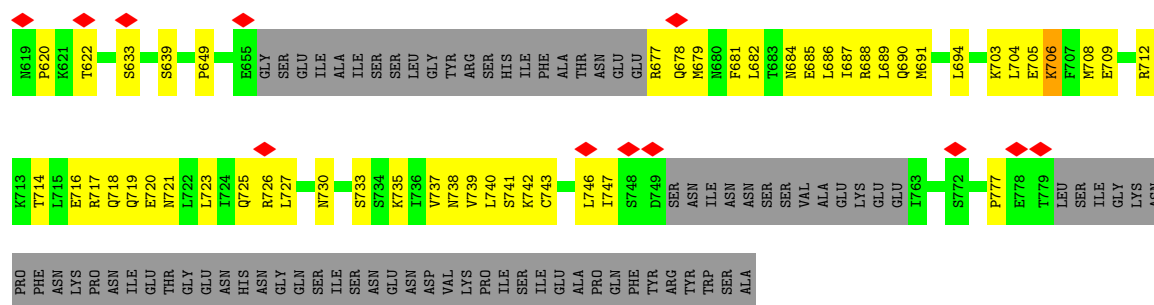 N619 P620 K621 T622 S633 S639 P649 E655 GLY SER GLU ILE ALA ILE SER SER LEU GLY TYR ARG SER HIS ILE PHE ALA THR ASN GLU GLU R677 Q678 M679 N680 F681 L682 T683 N684 E685 L686 I687 R688 L689 Q690 M691 L694 K703 L704 E705 K706 F707 M708 E709 R712
K713 T714 L715 E716 R717 Q718 Q719 E720 N721 L722 L723 I724 Q725 R726 L727 N730 S733 S734 K735 I736 V737 N738 V739 L740 S741 K742 C743 L746 I747 S748 D749 SER ASN ILE ASN ASN SER SER VAL ALA GLU LYS GLU GLU I763 S772 P777 E778 T779 LEU SER ILE GLY LYS ASN
PRO PHE ASN LYS PRO ASN ILE GLU THR GLY GLU ASN HIS ASN GLY GLN SER ILE SER ASN GLU ASN ASP VAL LYS PRO ILE SER ILE GLU ALA PRO GLN PHE TYR ARG TYR TRP SER ALA